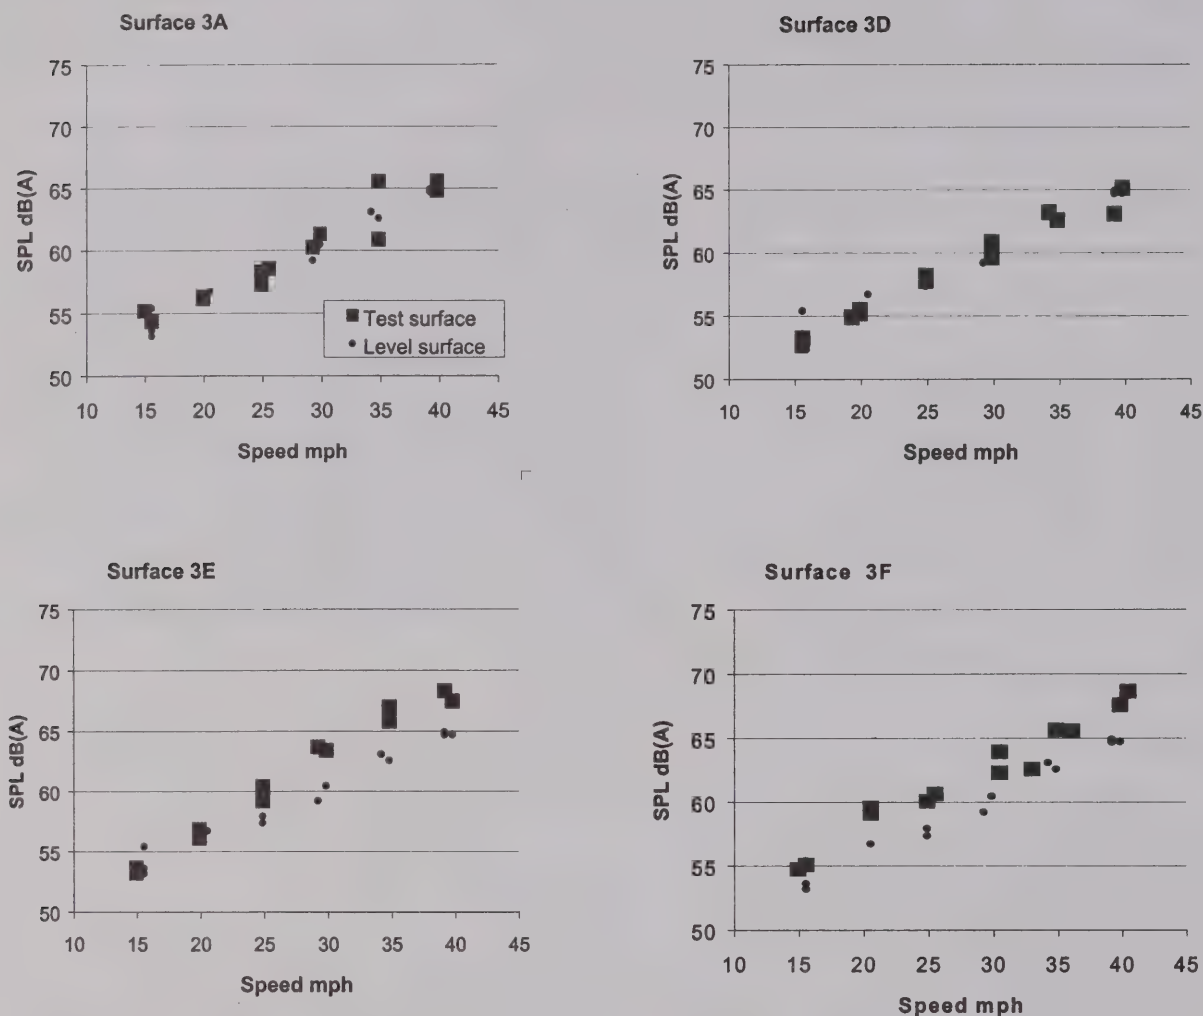 Surface 3A
75
70
65
60
55
50
SPL dB(A)
10 15 20 25 30 35 40 45
Speed mph
Test surface
Level surface
Surface 3D
75
70
65
60
55
50
SPL dB(A)
10 15 20 25 30 35 40 45
Speed mph
Surface 3E
75
70
65
60
55
50
SPL dB(A)
10 15 20 25 30 35 40 45
Speed mph
Surface 3F
75
70
65
60
55
50
SPL dB(A)
10 15 20 25 30 35 40 45
Speed mph